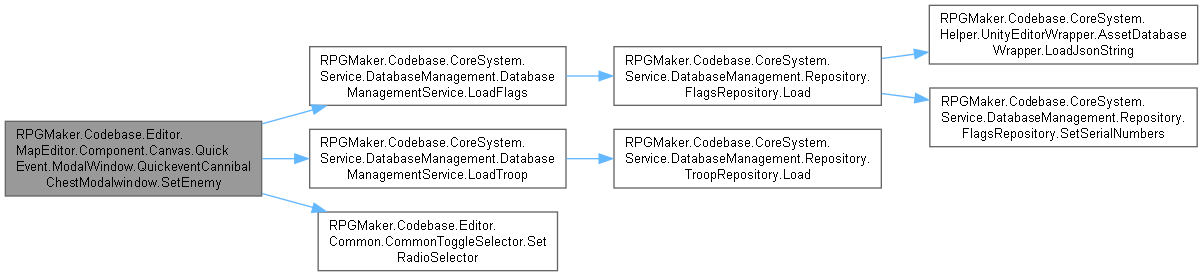 RPGMaker.Codebase.Editor.
MapEditor.Component.Canvas.Quick
Event.ModalWindow.QuickeventCannibal
ChestModalwindow.SetEnemy
RPGMaker.Codebase.CoreSystem.
Service.DatabaseManagement.Database
ManagementService.LoadFlags
RPGMaker.Codebase.CoreSystem.
Service.DatabaseManagement.Repository.
FlagsRepository.Load
RPGMaker.Codebase.CoreSystem.
Helper.UnityEditorWrapper.AssetDatabase
Wrapper.LoadJsonString
RPGMaker.Codebase.CoreSystem.
Service.DatabaseManagement.Repository.
FlagsRepository.SetSerialNumbers
RPGMaker.Codebase.CoreSystem.
Service.DatabaseManagement.Database
ManagementService.LoadTroop
RPGMaker.Codebase.CoreSystem.
Service.DatabaseManagement.Repository.
TroopRepository.Load
RPGMaker.Codebase.Editor.
Common.CommonToggleSelector.Set
RadioSelector